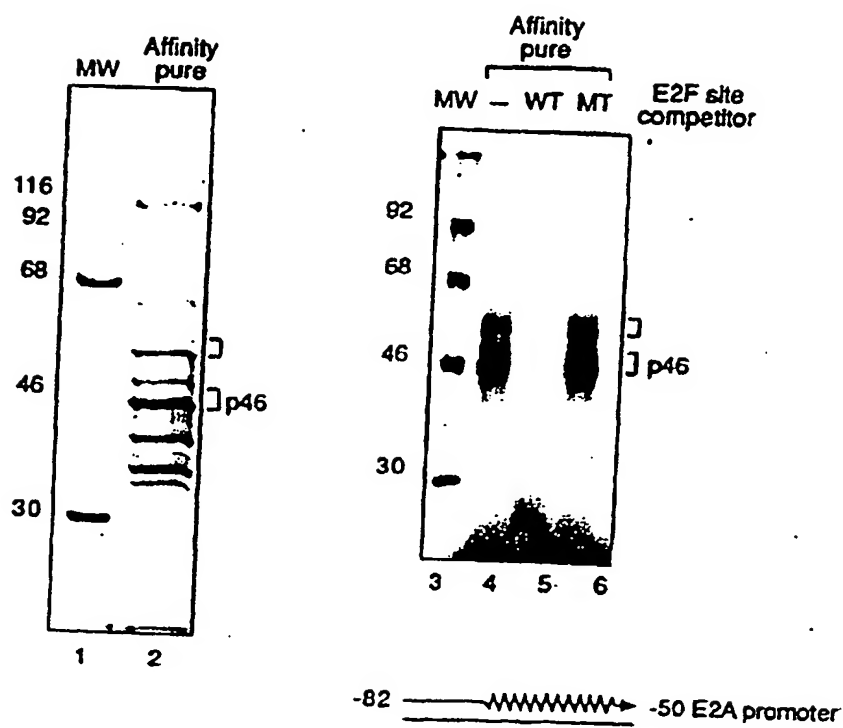 Affinity
pure
MW
116
92
68
46
30
p46
1 2
Affinity
pure
MW – WT MT
E2F site
competitor
92
68
46
30
p46
3 4 5 6
-82
-50 E2A promoter